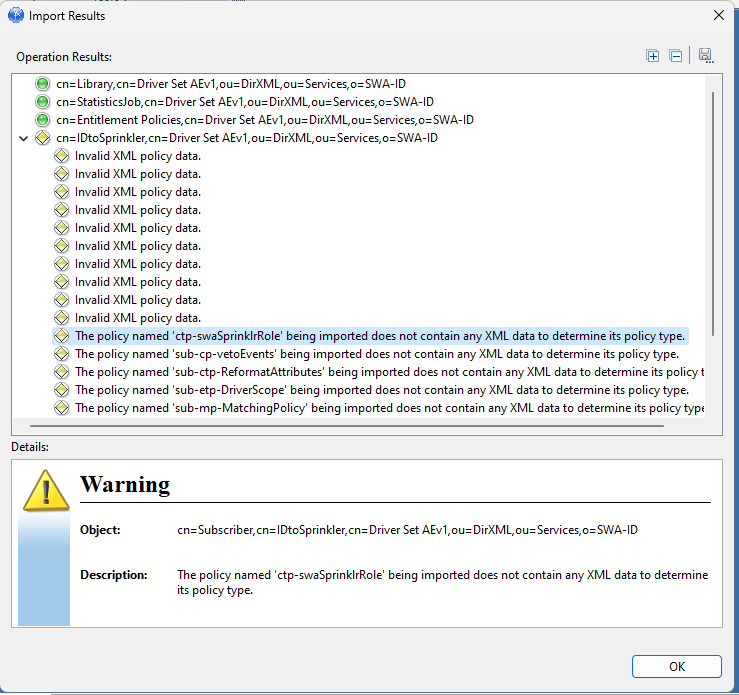 Import Results
Operation Results:
cn=Library,cn=Driver Set AEv1,ou=DirXML,ou=Services,o=SWA-ID
cn=StatisticsJob,cn=Driver Set AEv1,ou=DirXML,ou=Services,o=SWA-ID
cn=Entitlement Policies,cn=Driver Set AEv1,ou=DirXML,ou=Services,o=SWA-ID
cn=IDtoSprinkler,cn=Driver Set AEv1,ou=DirXML,ou=Services,o=SWA-ID
Invalid XML policy data.
Invalid XML policy data.
Invalid XML policy data.
Invalid XML policy data.
Invalid XML policy data.
Invalid XML policy data.
Invalid XML policy data.
Invalid XML policy data.
Invalid XML policy data.
Invalid XML policy data.
The policy named 'ctp-swaSprinklrRole' being imported does not contain any XML data to determine its policy type.
The policy named 'sub-cp-vetoEvents' being imported does not contain any XML data to determine its policy type.
The policy named 'sub-ctp-ReformatAttributes' being imported does not contain any XML data to determine its policy t
The policy named 'sub-etp-DriverScope' being imported does not contain any XML data to determine its policy type.
The policy named 'sub-mp-MatchingPolicy' being imported does not contain any XML data to determine its policy type
Details:
Warning
Object: cn=Subscriber,cn=IDtoSprinkler,cn=Driver Set AEv1,ou=DirXML,ou=Services,o=SWA-ID
Description: The policy named 'ctp-swaSprinklrRole' being imported does not contain any XML data to determine
its policy type.
OK